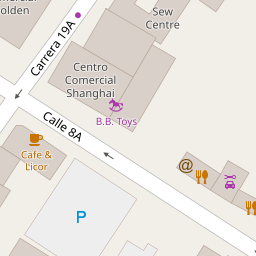 olden
Sew
Centre
Carrera 19A
Centro
Comercial
Shanghai
B.B. Toys
Calle 8A
Cafe &
Licor
@
P